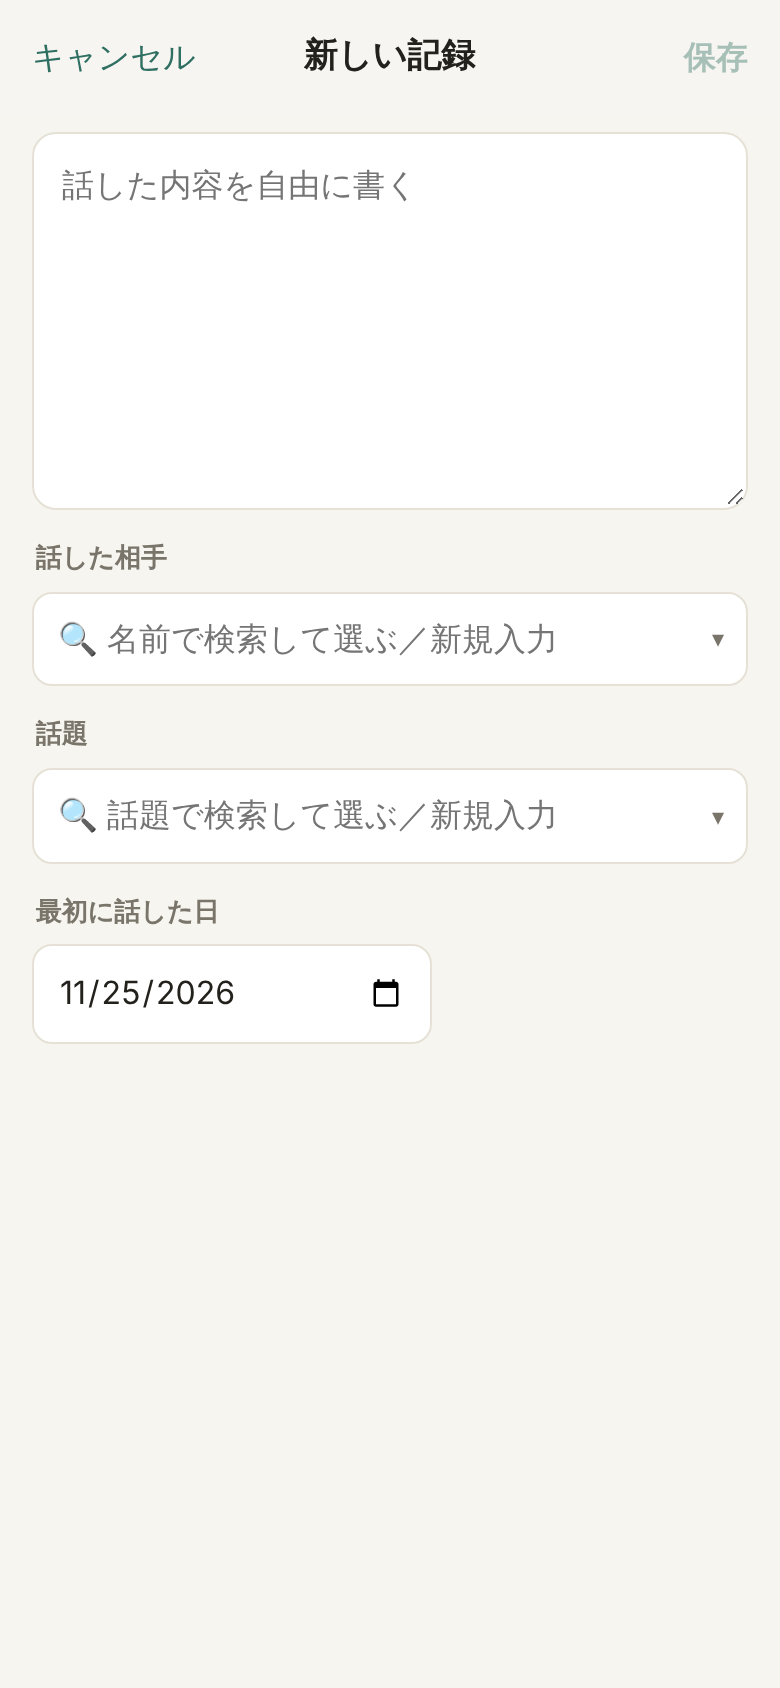 キャンセル 新しい記録 保存
話した内容を自由に書く
話した相手
🔍 名前で検索して選ぶ／新規入力 ▾
話題
🔍 話題で検索して選ぶ／新規入力 ▾
最初に話した日
11/25/2026